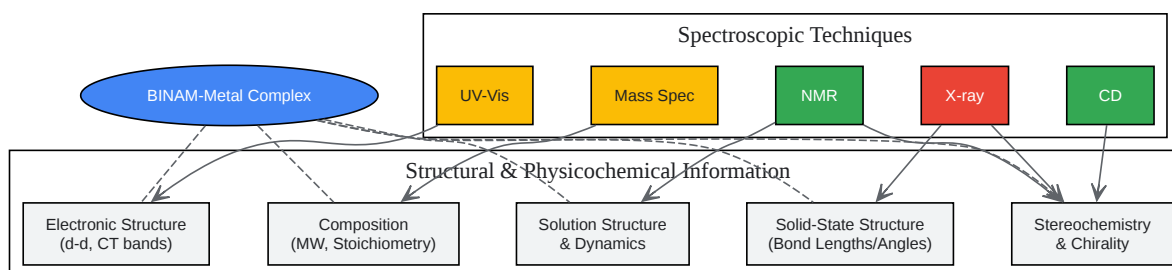 Spectroscopic Techniques
BINAM-Metal Complex
UV-Vis
Mass Spec
NMR
X-ray
CD
Structural & Physicochemical Information
Electronic Structure
(d-d, CT bands)
Composition
(MW, Stoichiometry)
Solution Structure
& Dynamics
Solid-State Structure
(Bond Lengths/Angles)
Stereochemistry
& Chirality